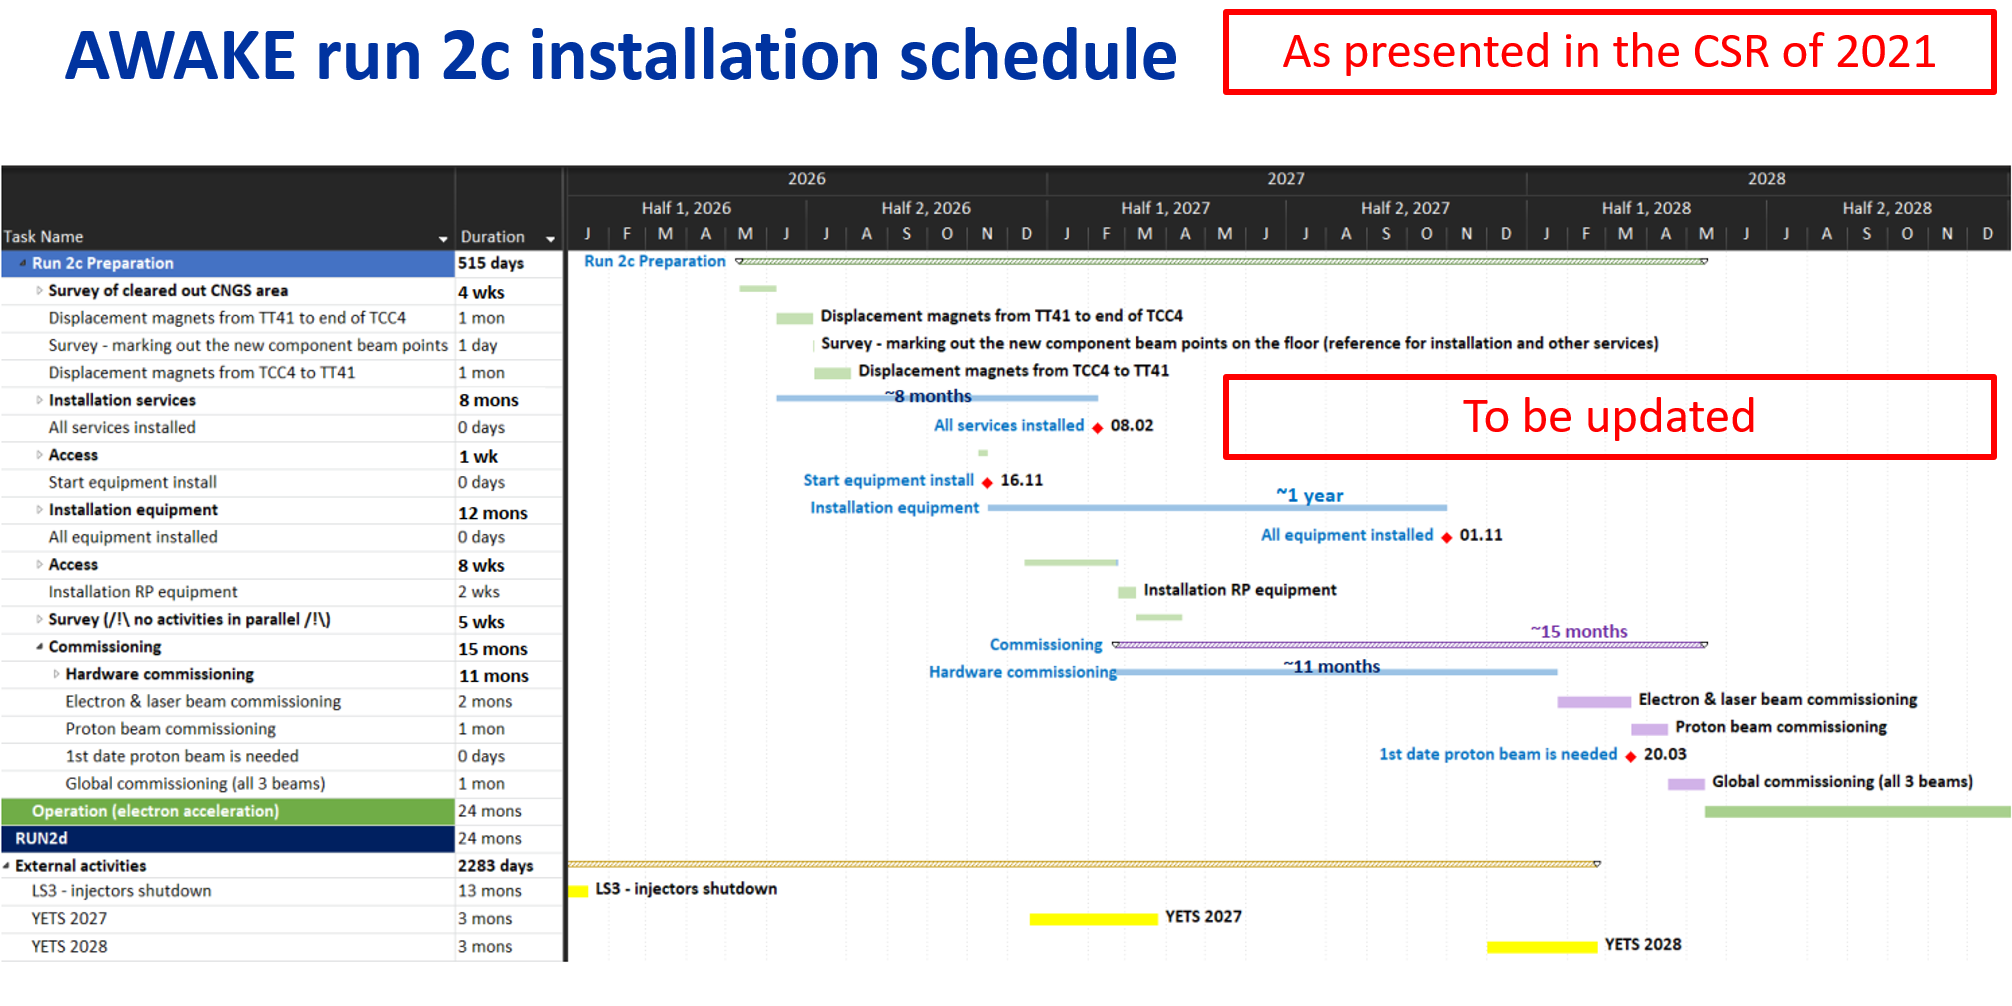 AWAKE run 2c installation schedule
As presented in the CSR of 2021
2026 2027 2028
Half 1, 2026 Half 2, 2026 Half 1, 2027 Half 2, 2027 Half 1, 2028 Half 2, 2028
Task Name Duration J F M A M J J A S O N D J F M A M J J A S O N D J F M A M J J A S O N D
Run 2c Preparation 515 days Run 2c Preparation
Survey of cleared out CNGS area 4 wks
Displacement magnets from TT41 to end of TCC4 1 mon Displacement magnets from TT41 to end of TCC4
Survey - marking out the new component beam points 1 day Survey - marking out the new component beam points on the floor (reference for installation and other services)
Displacement magnets from TCC4 to TT41 1 mon Displacement magnets from TCC4 to TT41
Installation services 8 mons ~8 months
To be updated
All services installed 0 days All services installed 08.02
Access 1 wk
Start equipment install 0 days Start equipment install 16.11
~1 year
Installation equipment 12 mons Installation equipment
All equipment installed 0 days All equipment installed 01.11
Access 8 wks
Installation RP equipment 2 wks Installation RP equipment
Survey (/!\ no activities in parallel /!\) 5 wks
~15 months
Commissioning 15 mons Commissioning
Hardware commissioning 11 mons Hardware commissioning ~11 months
Electron & laser beam commissioning 2 mons Electron & laser beam commissioning
Proton beam commissioning 1 mon Proton beam commissioning
1st date proton beam is needed 0 days 1st date proton beam is needed 20.03
Global commissioning (all 3 beams) 1 mon Global commissioning (all 3 beams)
Operation (electron acceleration) 24 mons
RUN2d 24 mons
External activities 2283 days
LS3 - injectors shutdown 13 mons LS3 - injectors shutdown
YETS 2027 3 mons YETS 2027
YETS 2028 3 mons YETS 2028